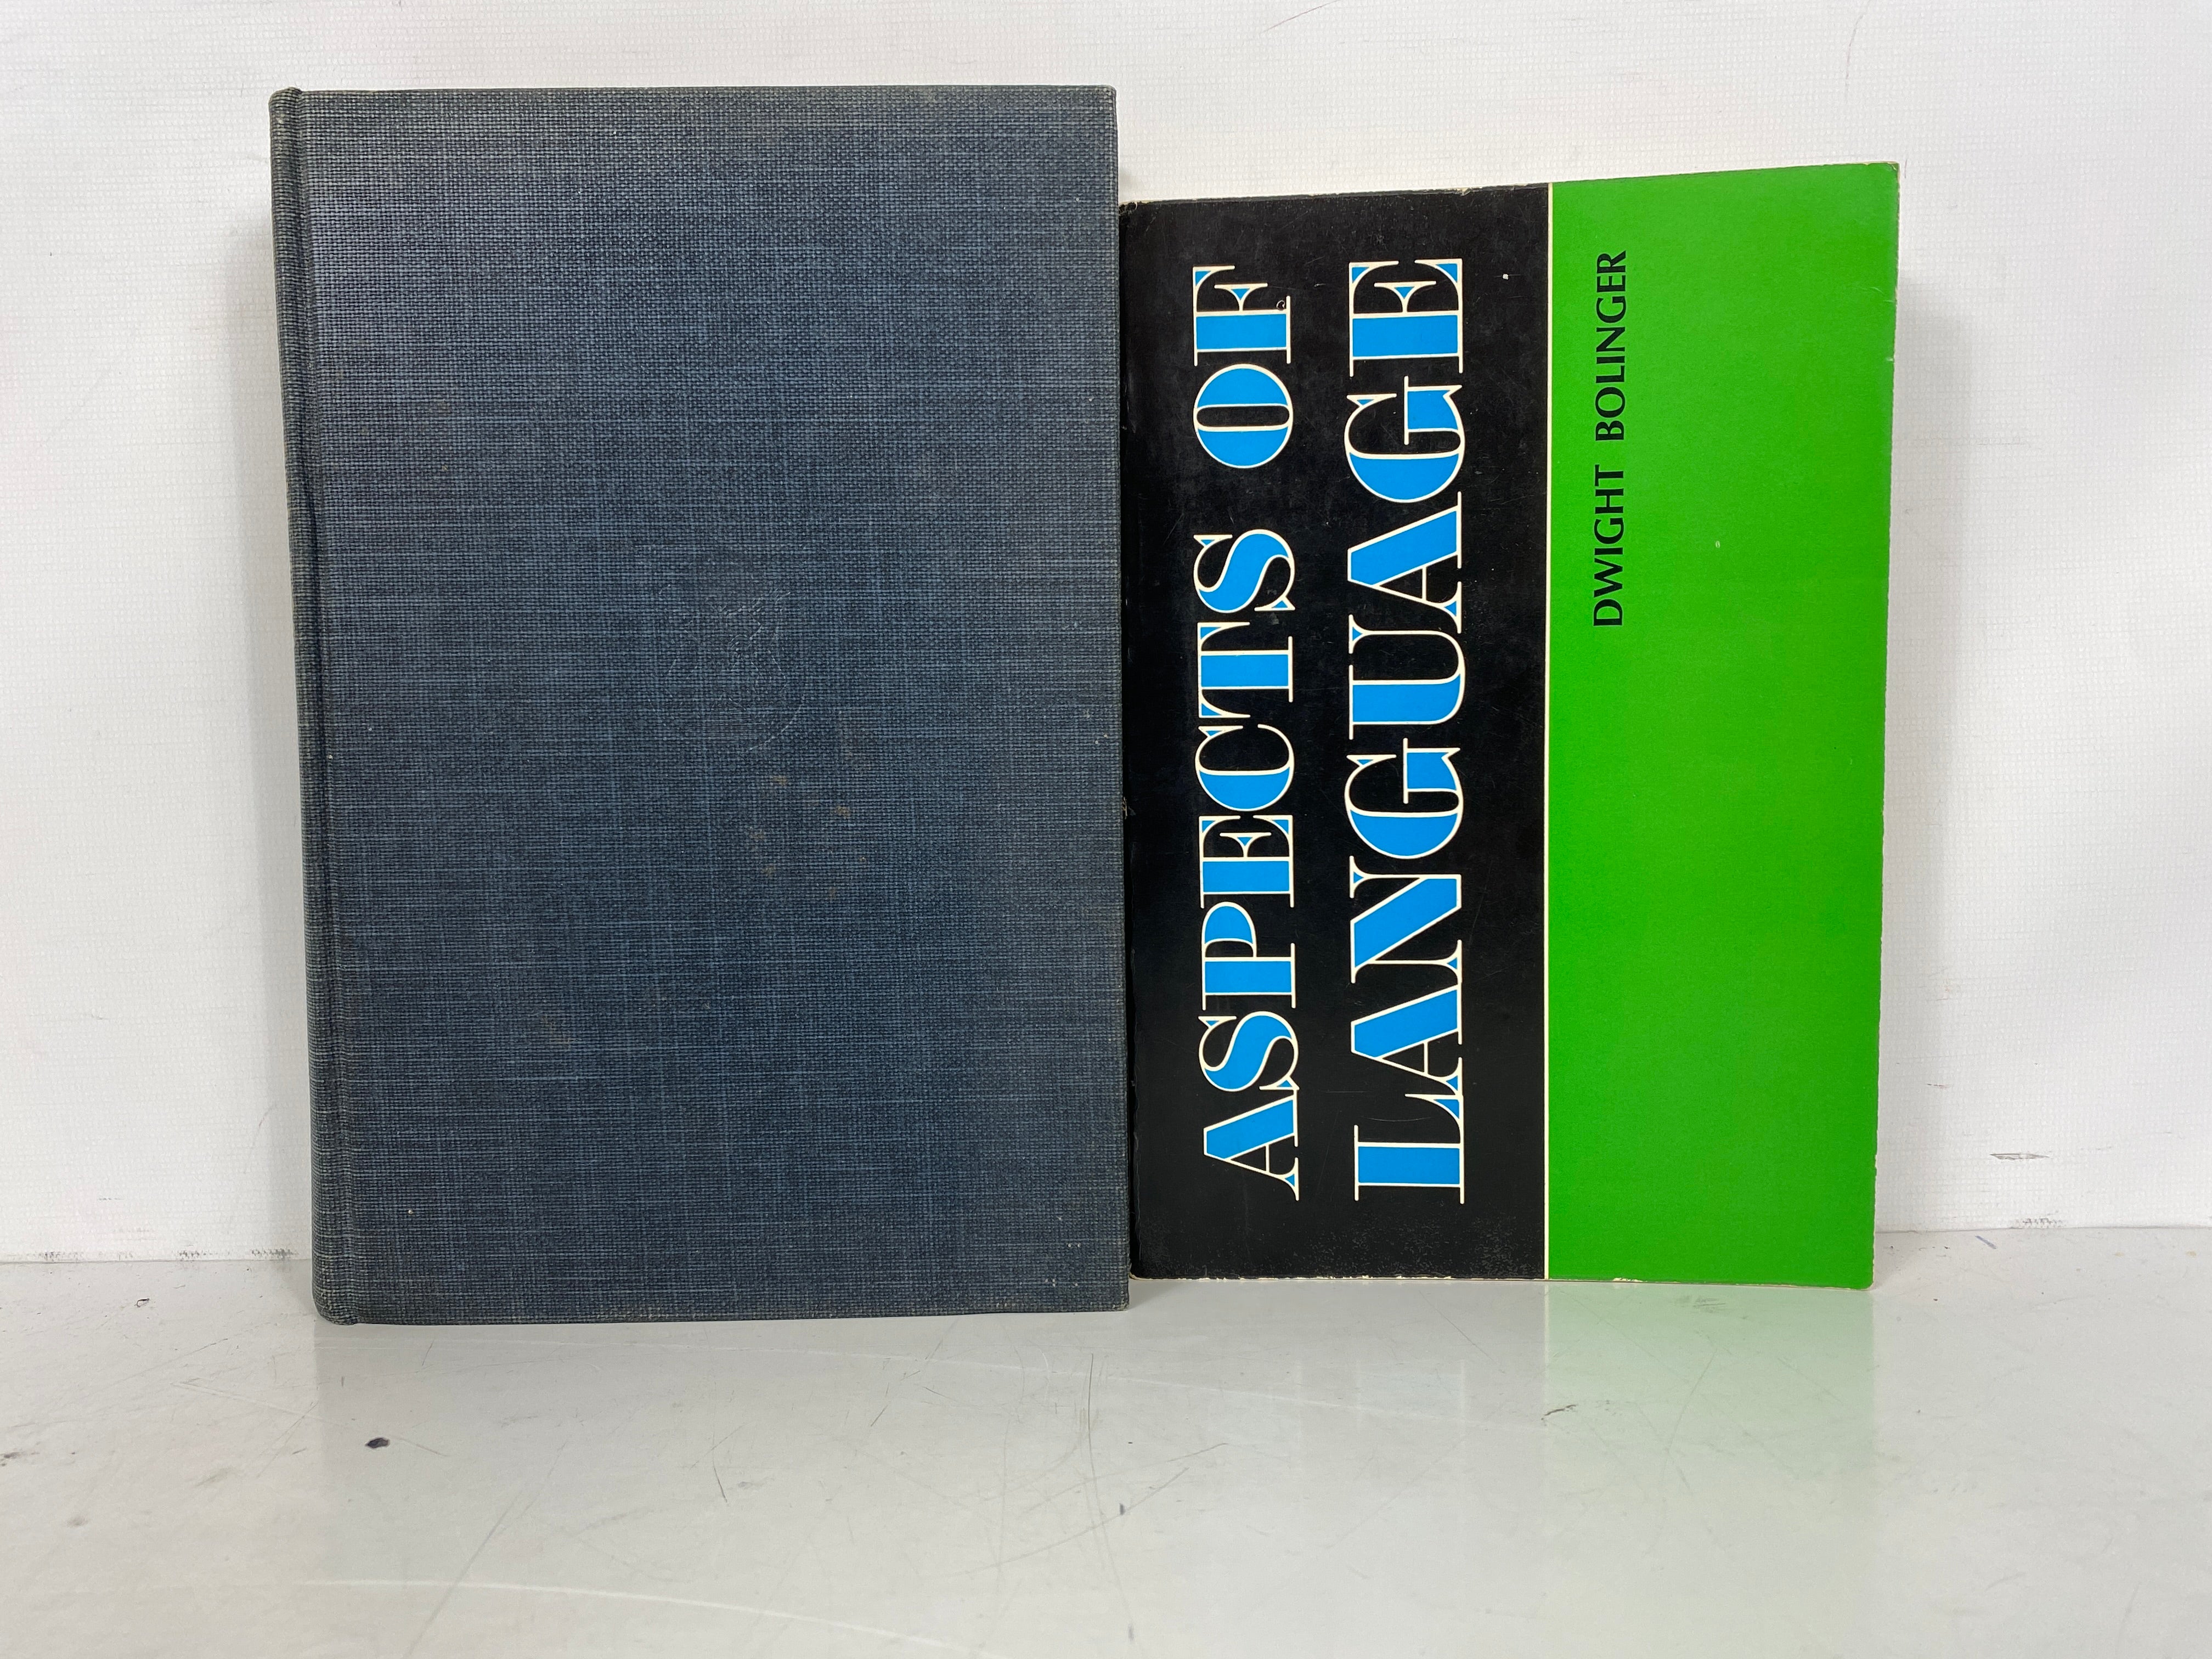 ASPECTS OF
LANGUAGE
DWIGHT BOLINGER